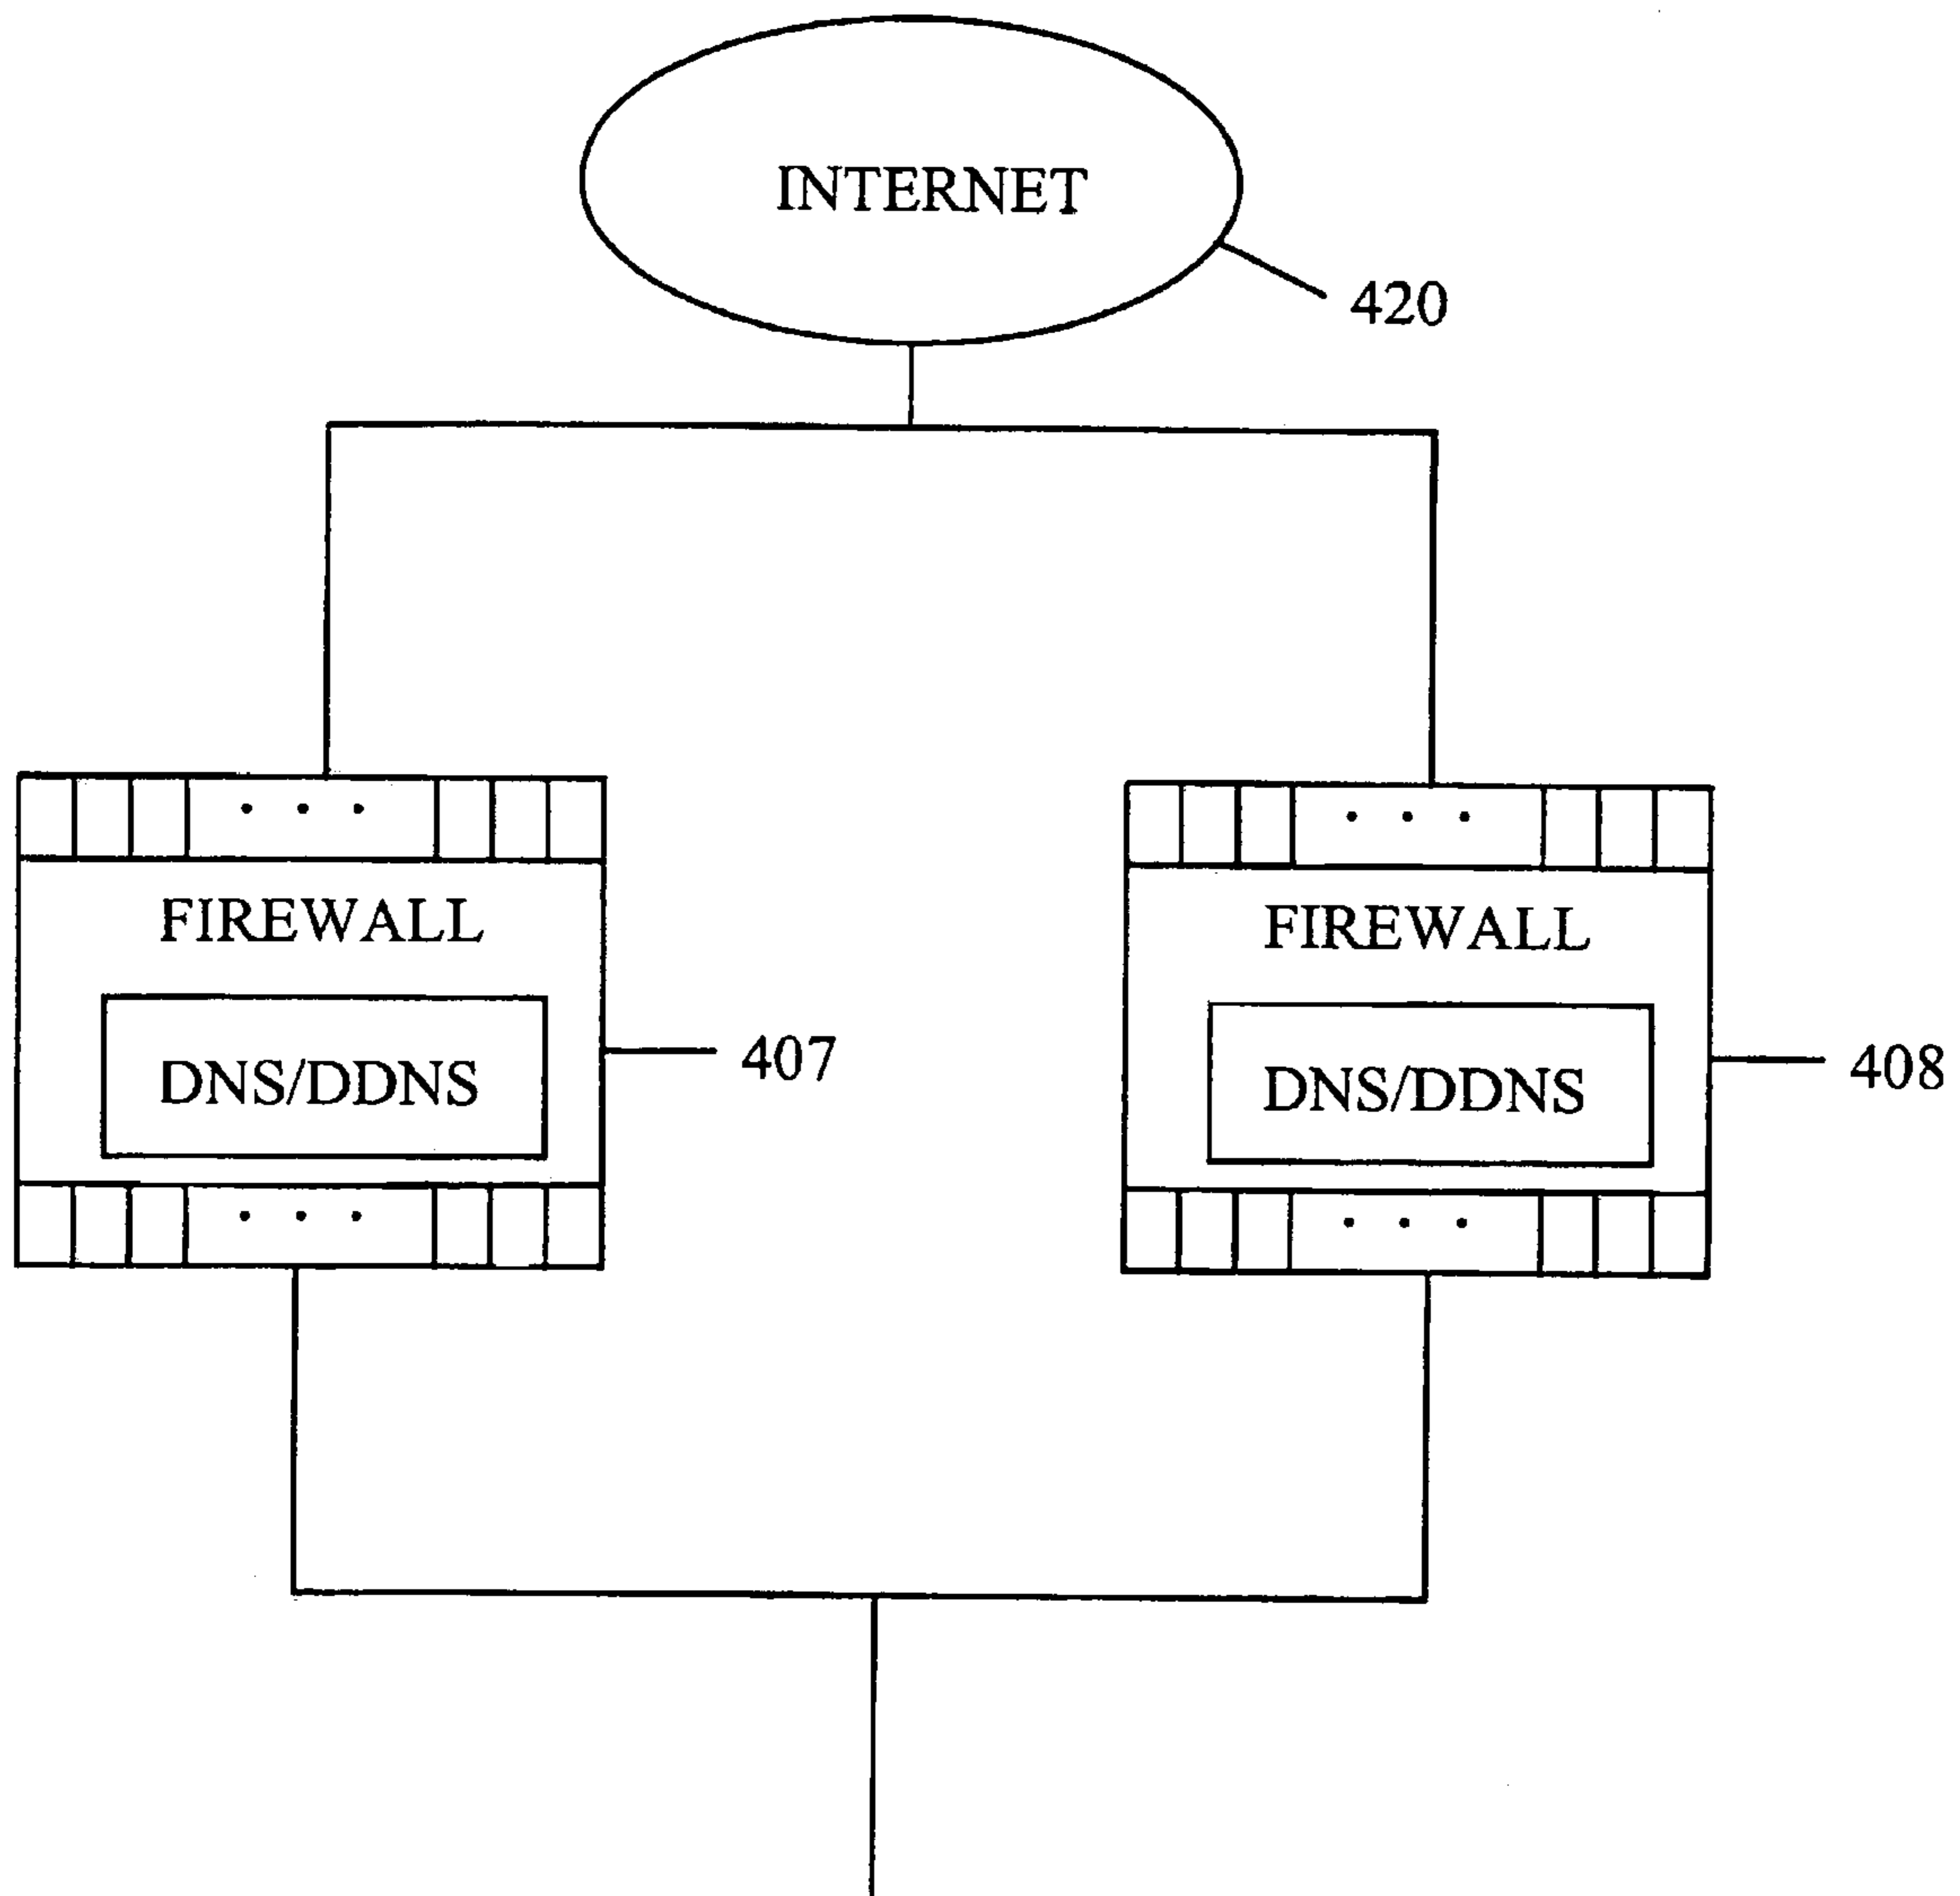 INTERNET
420
FIREWALL
DNS/DDNS
407
FIREWALL
DNS/DDNS
408